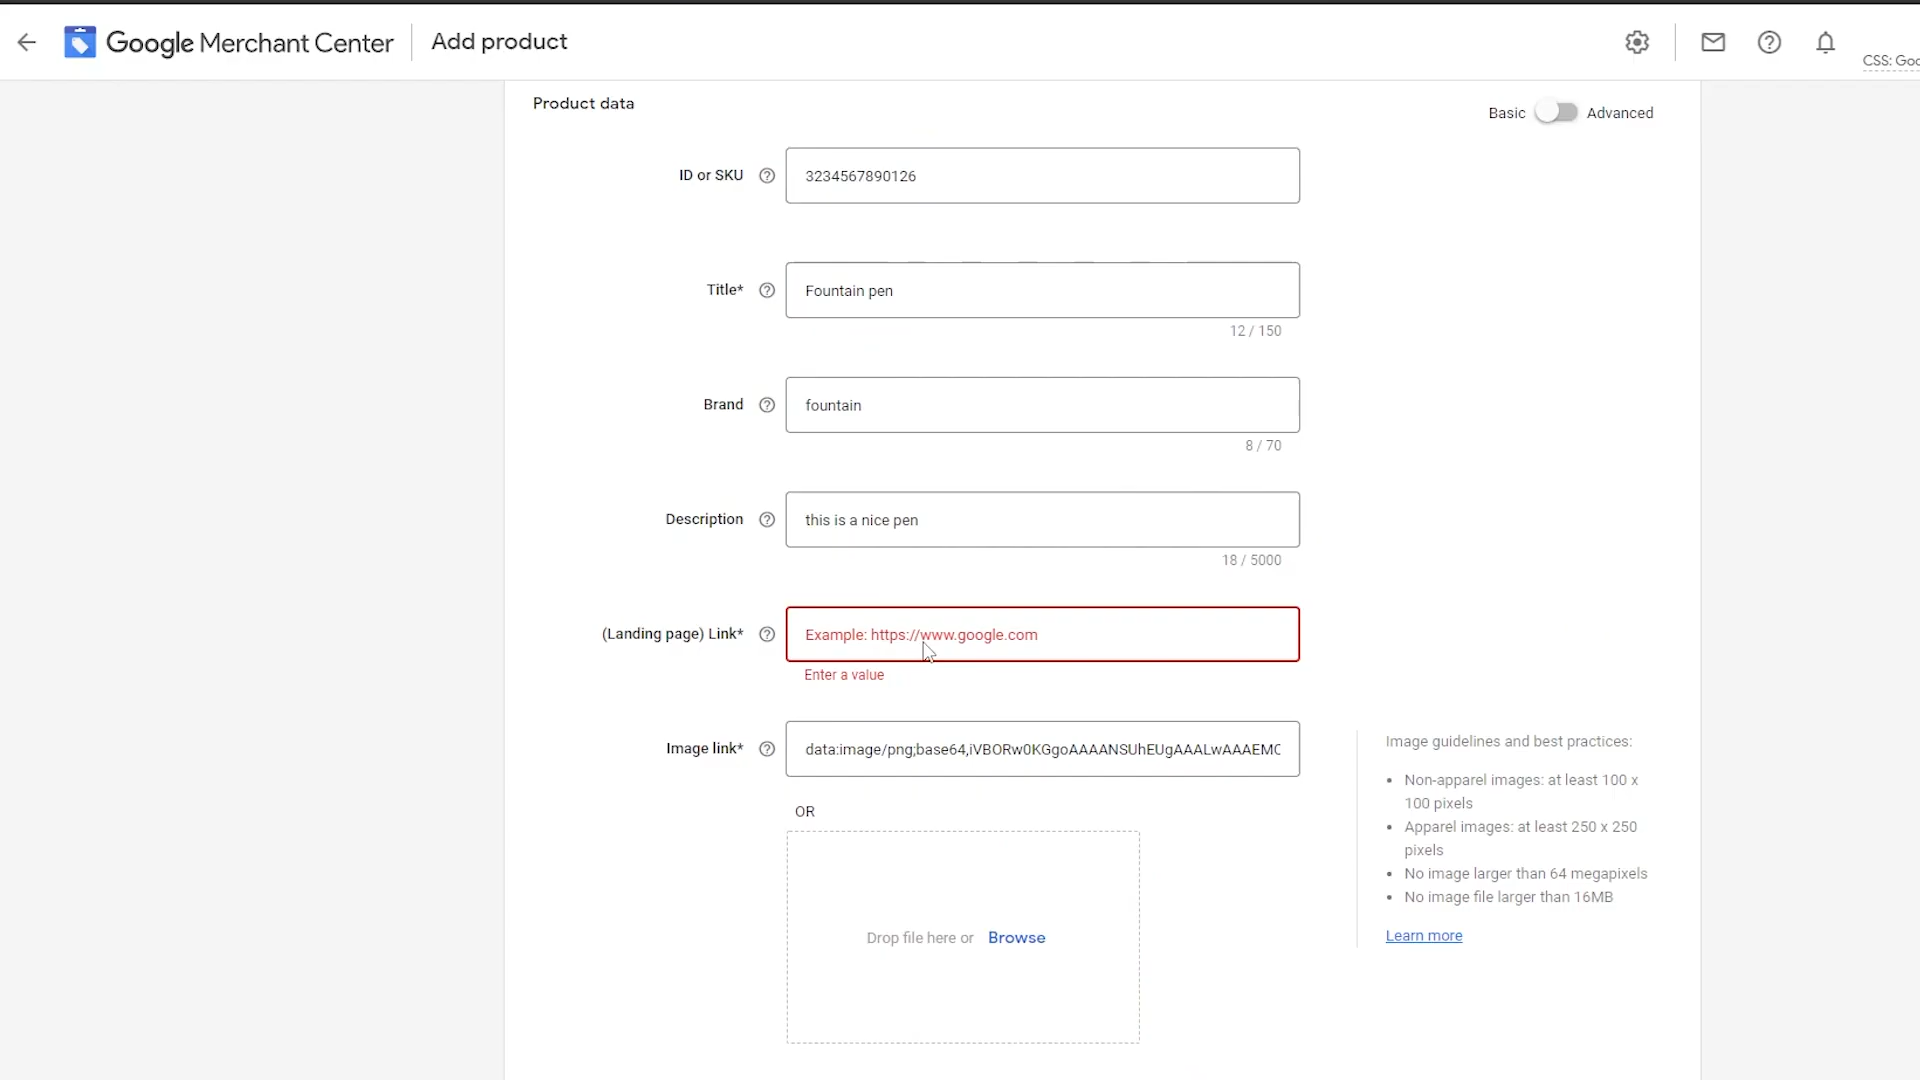 Google Merchant Center
Add product
CSS: Goo
Product data
Basic
Advanced
ID or SKU
3234567890126
Title*
Fountain pen
12 / 150
Brand
fountain
8 / 70
Description
this is a nice pen
18 / 5000
(Landing page) Link*
Example: https://www.google.com
Enter a value
Image link*
data:image/png;base64,iVBORw0KGgoAAAANSUhEUgAAALwAAAEMC
OR
Drop file here or Browse
Image guidelines and best practices:
• Non-apparel images: at least 100 x
100 pixels
• Apparel images: at least 250 x 250
pixels
• No image larger than 64 megapixels
• No image file larger than 16MB
Learn more